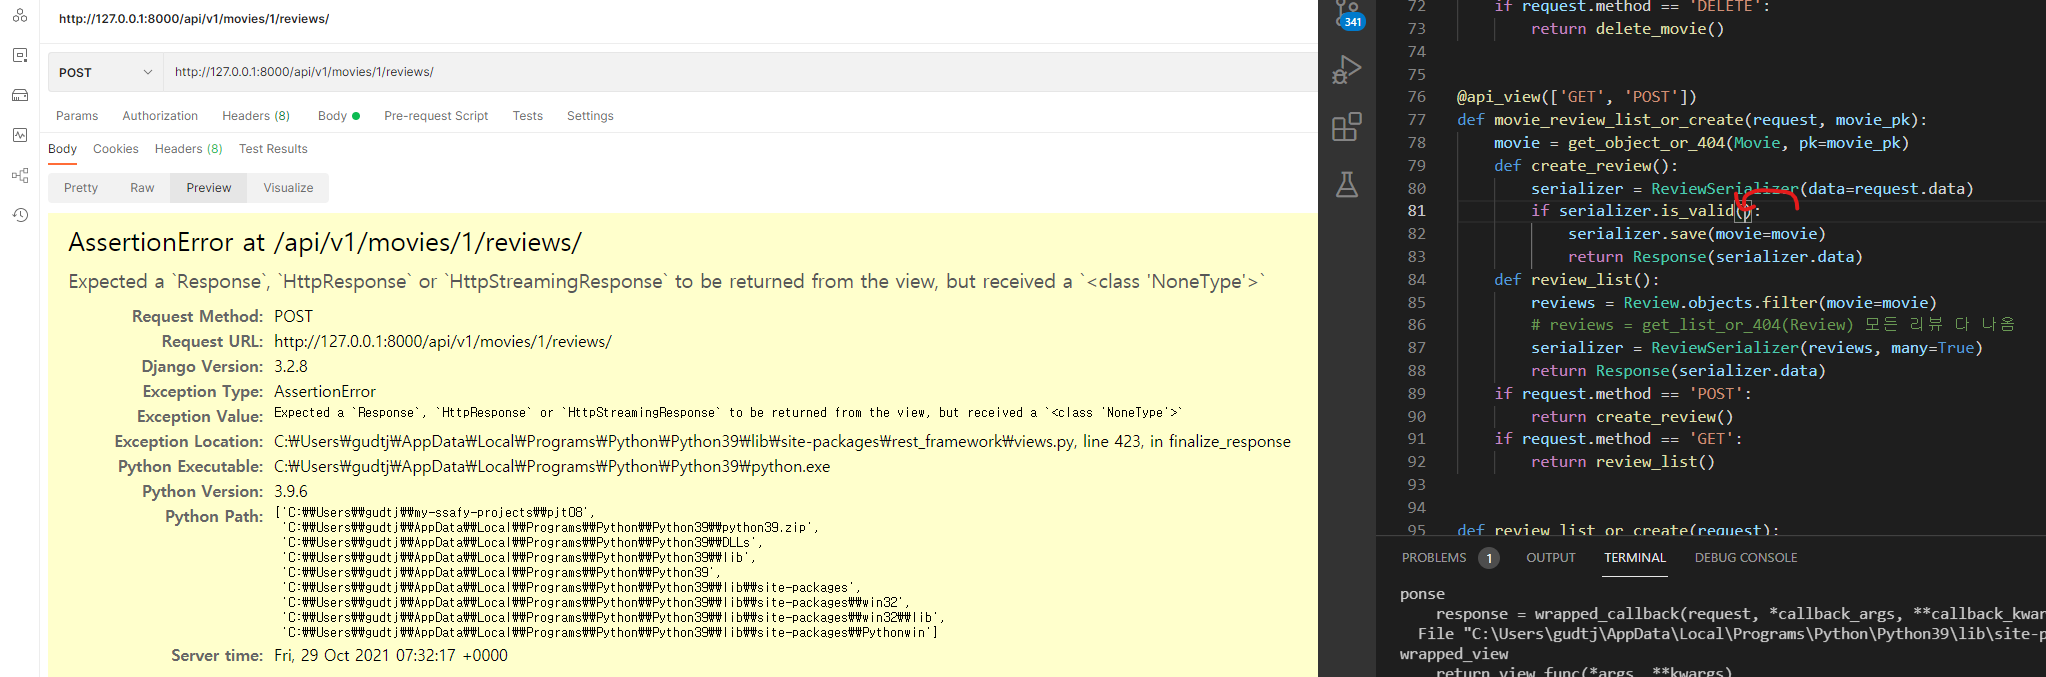 http://127.0.0.1:8000/api/v1/movies/1/reviews/
POST
http://127.0.0.1:8000/api/v1/movies/1/reviews/
Params Authorization Headers (8) Body Pre-request Script Tests Settings
Body Cookies Headers (8) Test Results
Pretty Raw Preview Visualize
AssertionError at /api/v1/movies/1/reviews/
Expected a `Response`, `HttpResponse` or `HttpStreamingResponse` to be returned from the view, but received a `<class 'NoneType'>`
Request Method: POST
Request URL: http://127.0.0.1:8000/api/v1/movies/1/reviews/
Django Version: 3.2.8
Exception Type: AssertionError
Exception Value: Expected a `Response`, `HttpResponse` or `HttpStreamingResponse` to be returned from the view, but received a `<class 'NoneType'>`
Exception Location: C:₩Users₩gudtj₩AppData₩Local₩Programs₩Python₩Python39₩lib₩site-packages₩rest_framework₩views.py, line 423, in finalize_response
Python Executable: C:₩Users₩gudtj₩AppData₩Local₩Programs₩Python₩Python39₩python.exe
Python Version: 3.9.6
Python Path: ['C:₩₩Users₩₩gudtj₩₩my-ssafy-projects₩₩pjt08',
'C:₩₩Users₩₩gudtj₩₩AppData₩₩Local₩₩Programs₩₩Python₩₩Python39₩₩python39.zip',
'C:₩₩Users₩₩gudtj₩₩AppData₩₩Local₩₩Programs₩₩Python₩₩Python39₩₩DLLs',
'C:₩₩Users₩₩gudtj₩₩AppData₩₩Local₩₩Programs₩₩Python₩₩Python39₩₩lib',
'C:₩₩Users₩₩gudtj₩₩AppData₩₩Local₩₩Programs₩₩Python₩₩Python39',
'C:₩₩Users₩₩gudtj₩₩AppData₩₩Local₩₩Programs₩₩Python₩₩Python39₩₩lib₩₩site-packages',
'C:₩₩Users₩₩gudtj₩₩AppData₩₩Local₩₩Programs₩₩Python₩₩Python39₩₩lib₩₩site-packages₩₩win32',
'C:₩₩Users₩₩gudtj₩₩AppData₩₩Local₩₩Programs₩₩Python₩₩Python39₩₩lib₩₩site-packages₩₩win32₩₩lib',
'C:₩₩Users₩₩gudtj₩₩AppData₩₩Local₩₩Programs₩₩Python₩₩Python39₩₩lib₩₩site-packages₩₩Pythonwin']
Server time: Fri, 29 Oct 2021 07:32:17 +0000
341
72 if request.method == 'DELETE':
73 return delete_movie()
74
75
76 @api_view(['GET', 'POST'])
77 def movie_review_list_or_create(request, movie_pk):
78 movie = get_object_or_404(Movie, pk=movie_pk)
79 def create_review():
80 serializer = ReviewSerializer(data=request.data)
81 if serializer.is_valid():
82 serializer.save(movie=movie)
83 return Response(serializer.data)
84 def review_list():
85 reviews = Review.objects.filter(movie=movie)
86 # reviews = get_list_or_404(Review) 모든 리뷰 다 나옴
87 serializer = ReviewSerializer(reviews, many=True)
88 return Response(serializer.data)
89 if request.method == 'POST':
90 return create_review()
91 if request.method == 'GET':
92 return review_list()
93
94
95 def review_list_or_create(request):
PROBLEMS 1 OUTPUT TERMINAL DEBUG CONSOLE
ponse
response = wrapped_callback(request, *callback_args, **callback_kwar
File "C:\Users\gudtj\AppData\Local\Programs\Python\Python39\lib\site-p
wrapped_view
return view_func(*args, **kwargs)